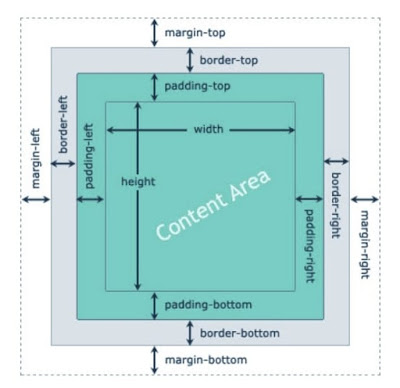 margin-top
border-top
padding-top
width
height
Content Area
margin-left
border-left
padding-left
padding-right
border-right
margin-right
padding-bottom
border-bottom
margin-bottom